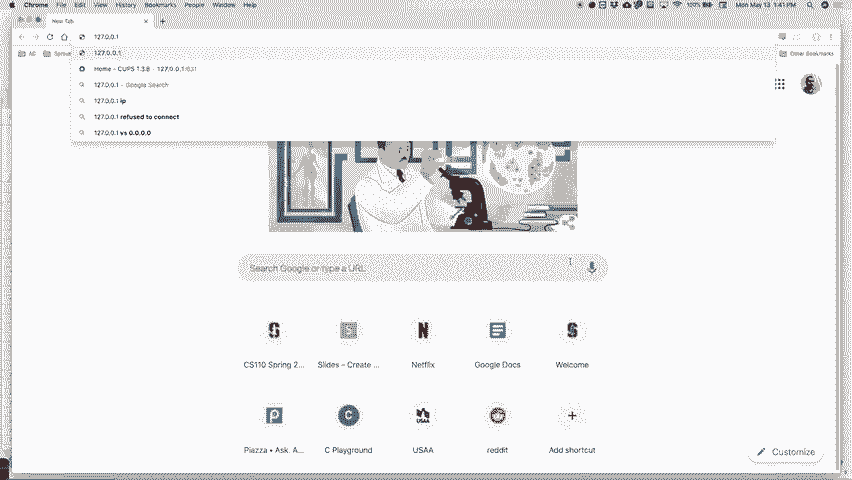 Chrome File Edit View History Bookmarks People Window Help 100% Mon May 13 1:41 PM
New Tab
127.0.0.1
Other Bookmarks
127.0.0.1
Home - CUPS 1.3.8 - 127.0.0.1:631
127.0.0.1 - Google Search
127.0.0.1 ip
127.0.0.1 refused to connect
127.0.0.1 vs 0.0.0.0
Search Google or type a URL
CS110 Spring 2... Slides – Create ... Netflix Google Docs Welcome
Piazza • Ask. A... C Playground USAA reddit Add shortcut
Customize